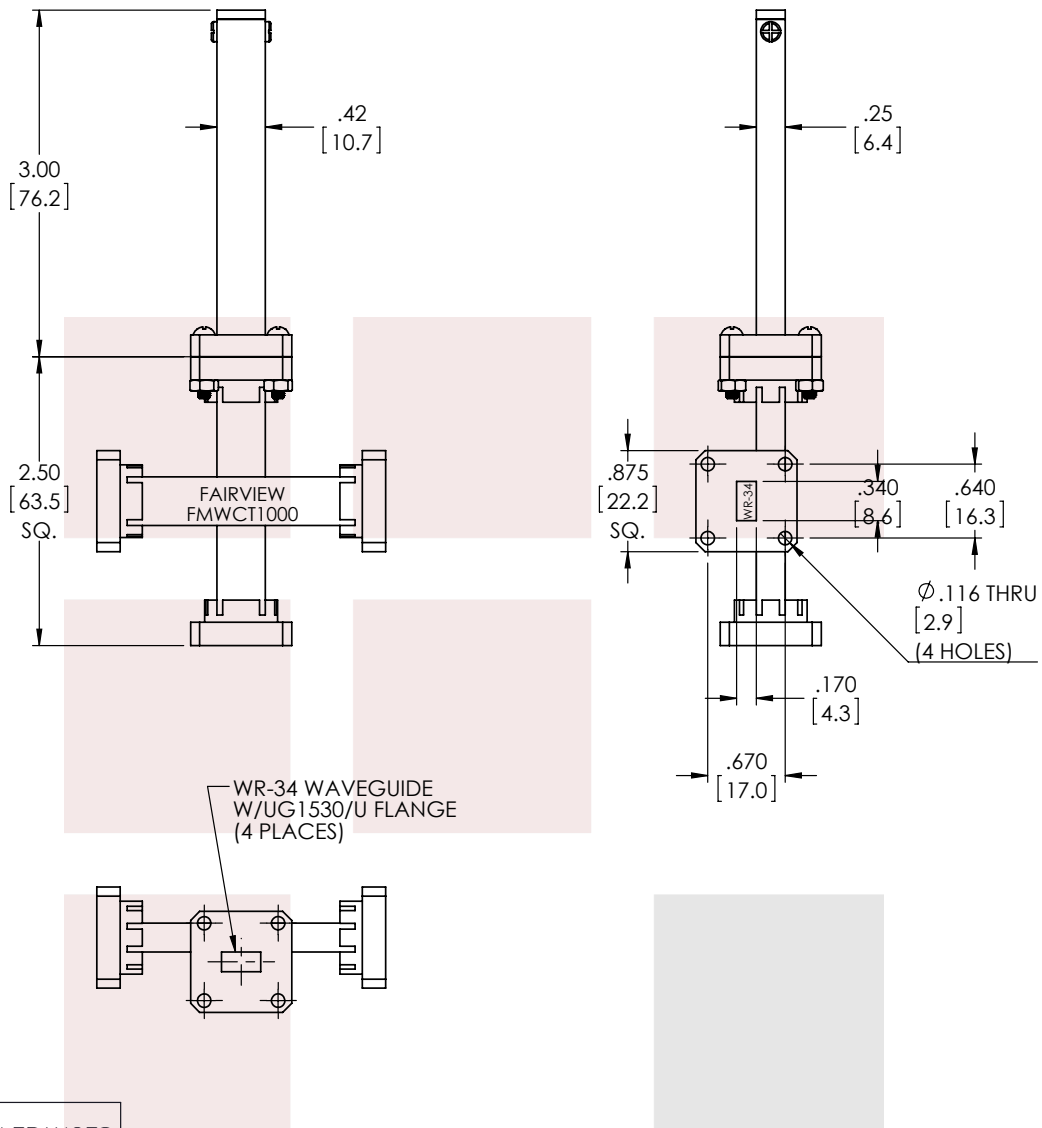 .42
[10.7]
.25
[6.4]
3.00
[76.2]
2.50
[63.5]
SQ.
FAIRVIEW
FMWCT1000
.875
[22.2]
SQ.
WR-34
.340
[8.6]
.640
[16.3]
Ø.116 THRU
[2.9]
(4 HOLES)
.170
[4.3]
.670
[17.0]
WR-34 WAVEGUIDE
W/UG1530/U FLANGE
(4 PLACES)